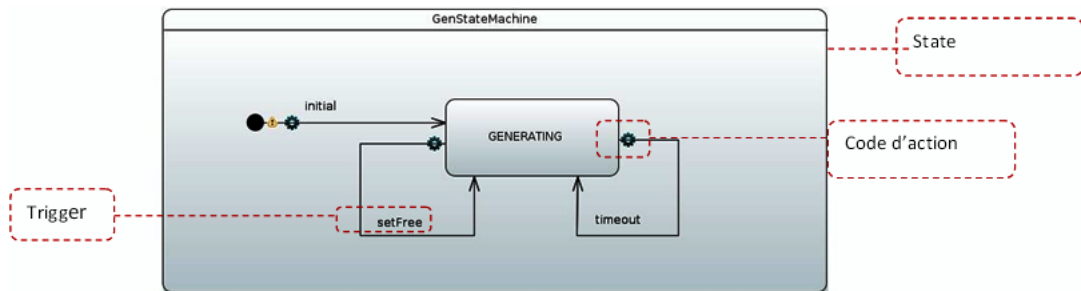 GenStateMachine
State
initial
GENERATING
Code d'action
Trigger
setFree
timeout